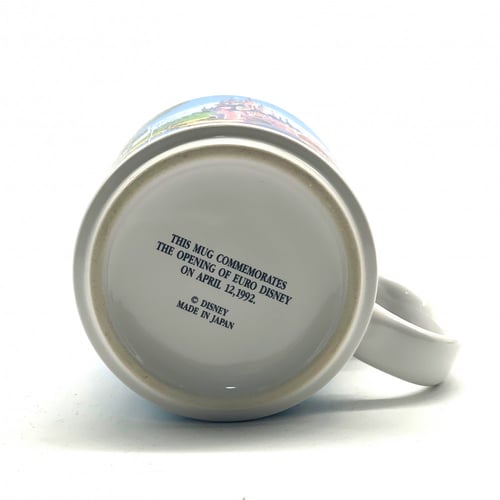 THIS MUG COMMEMORATES
THE OPENING OF EURO DISNEY
ON APRIL 12,1992.
© DISNEY
MADE IN JAPAN